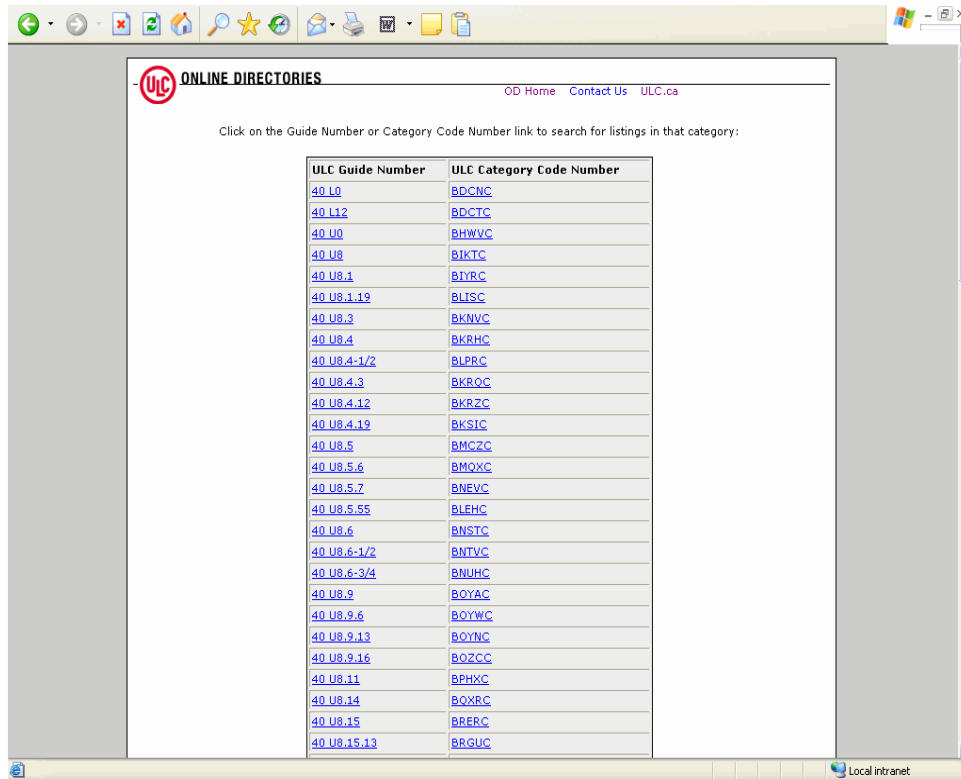 ULC ONLINE DIRECTORIES
OD Home Contact Us ULC.ca
Click on the Guide Number or Category Code Number link to search for listings in that category:
ULC Guide Number ULC Category Code Number
40 L0 BDCNC
40 L12 BDCTC
40 U0 BHWVC
40 U8 BIKTC
40 U8.1 BIYRC
40 U8.1.19 BLISC
40 U8.3 BKNVC
40 U8.4 BKRHC
40 U8.4-1/2 BLPRC
40 U8.4.3 BKRQC
40 U8.4.12 BKRZC
40 U8.4.19 BKSIC
40 U8.5 BMCZC
40 U8.5.6 BMQXC
40 U8.5.7 BNEVC
40 U8.5.55 BLEHC
40 U8.6 BNSTC
40 U8.6-1/2 BNTVC
40 U8.6-3/4 BNUHC
40 U8.9 BOYAC
40 U8.9.6 BOYWC
40 U8.9.13 BOYNC
40 U8.9.16 BOZCC
40 U8.11 BPHXC
40 U8.14 BQXRC
40 U8.15 BRERC
40 U8.15.13 BRGUC
Local intranet